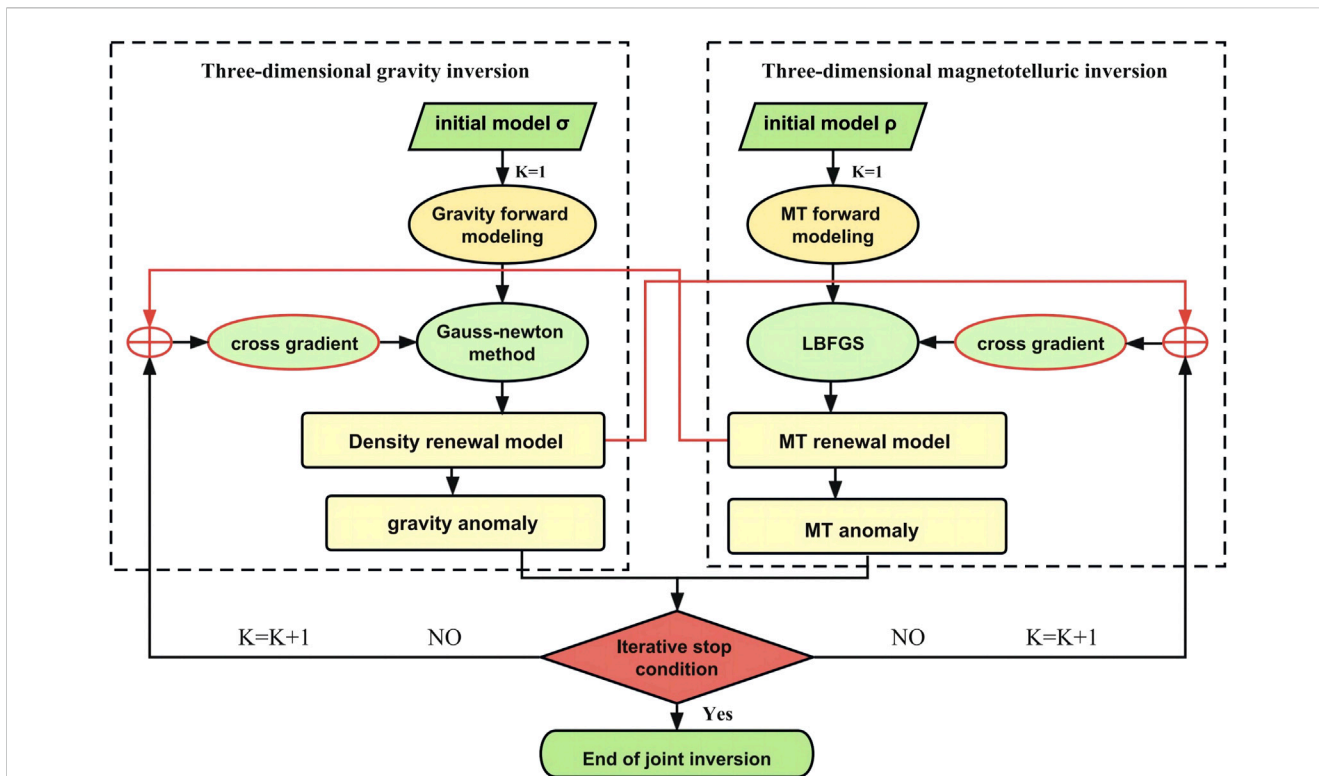 Three-dimensional gravity inversion
initial model σ
K=1
Gravity forward
modeling
cross gradient
Gauss-newton
method
Density renewal model
gravity anomaly
Three-dimensional magnetotelluric inversion
initial model ρ
K=1
MT forward
modeling
LBFGS
cross gradient
MT renewal model
MT anomaly
K=K+1
NO
Iterative stop
condition
NO
K=K+1
Yes
End of joint inversion